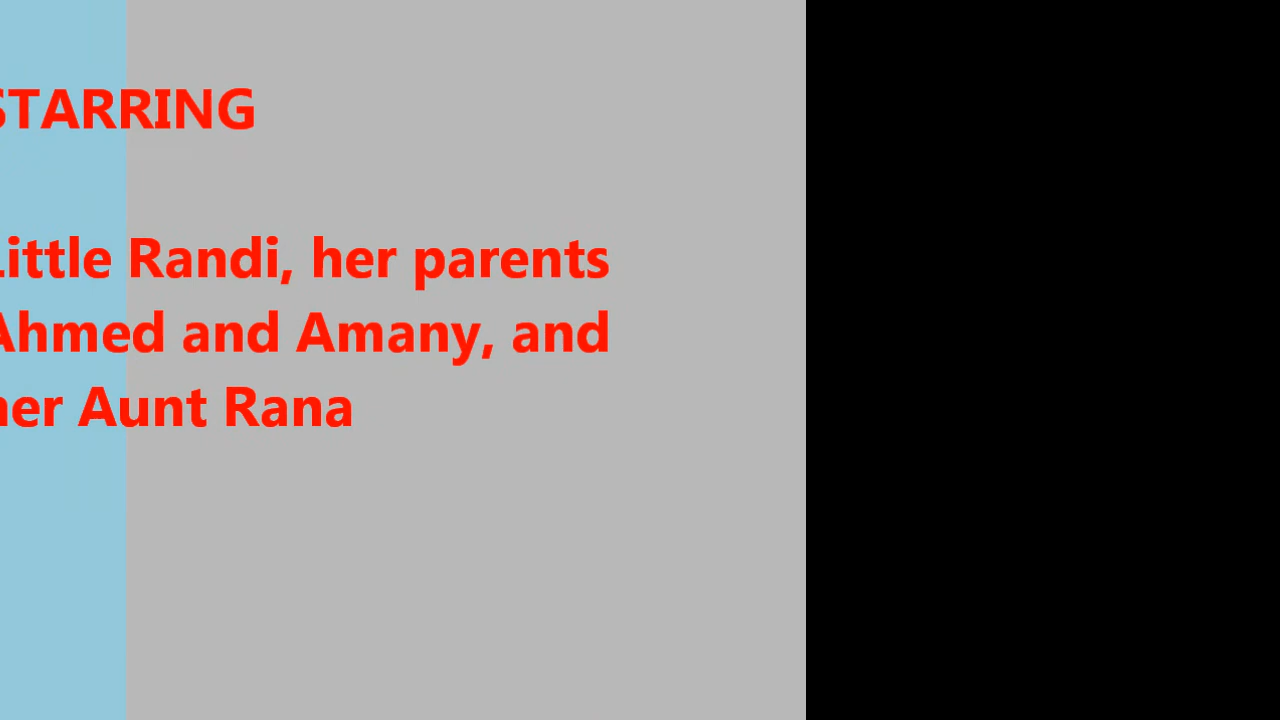 STARRING
Little Randi, her parents
Ahmed and Amany, and
her Aunt Rana